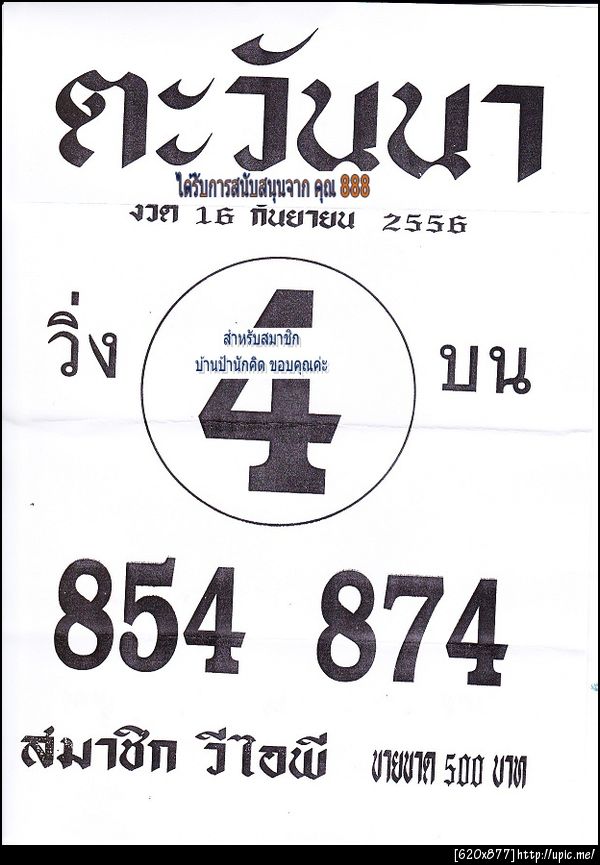 ตะวันนา
ได้รับการสนับสนุนจาก คุณ 888
งวด 16 กันยายน 2556
วิ่ง 4 บน
สำหรับสมาชิก
บ้านป้านักคิด ขอบคุณค่ะ
854 874
สมาชิก วีไอพี ขายขาด 500 บาท
[620x877]http://upic.me/